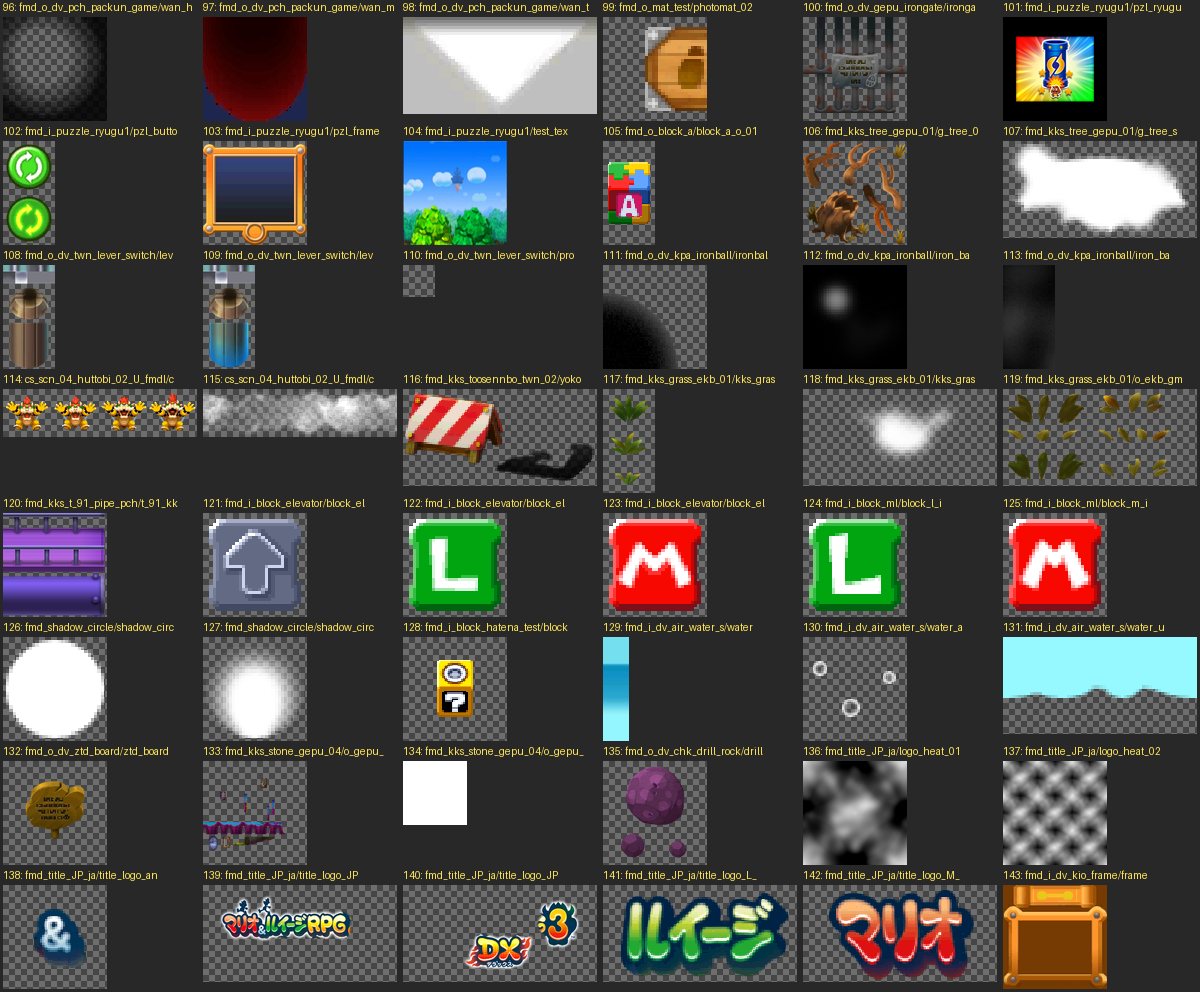 96: fmd_o_dv_pch_packun_game/wan_h
97: fmd_o_dv_pch_packun_game/wan_m
98: fmd_o_dv_pch_packun_game/wan_t
99: fmd_o_mat_test/photomat_02
100: fmd_o_dv_gepu_irongate/ironga
101: fmd_i_puzzle_ryugu1/pzl_ryugu
102: fmd_i_puzzle_ryugu1/pzl_butto
103: fmd_i_puzzle_ryugu1/pzl_frame
104: fmd_i_puzzle_ryugu1/test_tex
105: fmd_o_block_a/block_a_o_01
A
106: fmd_kks_tree_gepu_01/g_tree_0
107: fmd_kks_tree_gepu_01/g_tree_s
108: fmd_o_dv_twn_lever_switch/lev
109: fmd_o_dv_twn_lever_switch/lev
110: fmd_o_dv_twn_lever_switch/pro
111: fmd_o_dv_kpa_ironball/ironbal
112: fmd_o_dv_kpa_ironball/iron_ba
113: fmd_o_dv_kpa_ironball/iron_ba
114: cs_scn_04_huttobi_02_U_fmdl/c
115: cs_scn_04_huttobi_02_U_fmdl/c
116: fmd_kks_toosennbo_twn_02/yoko
117: fmd_kks_grass_ekb_01/kks_gras
118: fmd_kks_grass_ekb_01/kks_gras
119: fmd_kks_grass_ekb_01/o_ekb_gm
120: fmd_kks_t_91_pipe_pch/t_91_kk
121: fmd_i_block_elevator/block_el
122: fmd_i_block_elevator/block_el
123: fmd_i_block_elevator/block_el
124: fmd_i_block_ml/block_l_i
125: fmd_i_block_ml/block_m_i
L
M
L
M
126: fmd_shadow_circle/shadow_circ
127: fmd_shadow_circle/shadow_circ
128: fmd_i_block_hatena_test/block
129: fmd_i_dv_air_water_s/water
130: fmd_i_dv_air_water_s/water_a
131: fmd_i_dv_air_water_s/water_u
?
132: fmd_o_dv_ztd_board/ztd_board
133: fmd_kks_stone_gepu_04/o_gepu_
134: fmd_kks_stone_gepu_04/o_gepu_
135: fmd_o_dv_chk_drill_rock/drill
136: fmd_title_JP_ja/logo_heat_01
137: fmd_title_JP_ja/logo_heat_02
138: fmd_title_JP_ja/title_logo_an
139: fmd_title_JP_ja/title_logo_JP
140: fmd_title_JP_ja/title_logo_JP
141: fmd_title_JP_ja/title_logo_L_
142: fmd_title_JP_ja/title_logo_M_
143: fmd_i_dv_kio_frame/frame
&
マリオ&ルイージRPG
3
DX
デラックス
ルイージ
マリオ